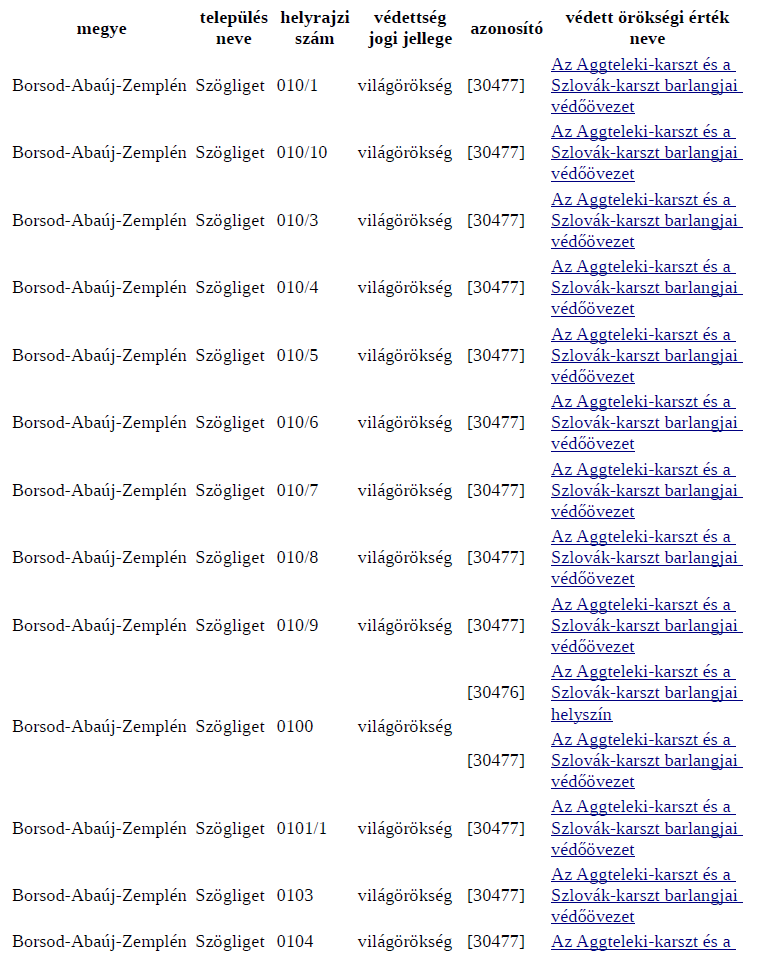 megye település neve helyrajzi szám védettség jogi jellege azonosító védett örökségi érték neve
Borsod-Abaúj-Zemplén Szögliget 010/1 világörökség [30477] Az Aggteleki-karszt és a
Szlovák-karszt barlangjai
védőövezet
Borsod-Abaúj-Zemplén Szögliget 010/10 világörökség [30477] Az Aggteleki-karszt és a
Szlovák-karszt barlangjai
védőövezet
Borsod-Abaúj-Zemplén Szögliget 010/3 világörökség [30477] Az Aggteleki-karszt és a
Szlovák-karszt barlangjai
védőövezet
Borsod-Abaúj-Zemplén Szögliget 010/4 világörökség [30477] Az Aggteleki-karszt és a
Szlovák-karszt barlangjai
védőövezet
Borsod-Abaúj-Zemplén Szögliget 010/5 világörökség [30477] Az Aggteleki-karszt és a
Szlovák-karszt barlangjai
védőövezet
Borsod-Abaúj-Zemplén Szögliget 010/6 világörökség [30477] Az Aggteleki-karszt és a
Szlovák-karszt barlangjai
védőövezet
Borsod-Abaúj-Zemplén Szögliget 010/7 világörökség [30477] Az Aggteleki-karszt és a
Szlovák-karszt barlangjai
védőövezet
Borsod-Abaúj-Zemplén Szögliget 010/8 világörökség [30477] Az Aggteleki-karszt és a
Szlovák-karszt barlangjai
védőövezet
Borsod-Abaúj-Zemplén Szögliget 010/9 világörökség [30477] Az Aggteleki-karszt és a
Szlovák-karszt barlangjai
védőövezet
Borsod-Abaúj-Zemplén Szögliget 0100 világörökség [30476] Az Aggteleki-karszt és a
Szlovák-karszt barlangjai
helyszín
[30477] Az Aggteleki-karszt és a
Szlovák-karszt barlangjai
védőövezet
Borsod-Abaúj-Zemplén Szögliget 0101/1 világörökség [30477] Az Aggteleki-karszt és a
Szlovák-karszt barlangjai
védőövezet
Borsod-Abaúj-Zemplén Szögliget 0103 világörökség [30477] Az Aggteleki-karszt és a
Szlovák-karszt barlangjai
védőövezet
Borsod-Abaúj-Zemplén Szögliget 0104 világörökség [30477] Az Aggteleki-karszt és a